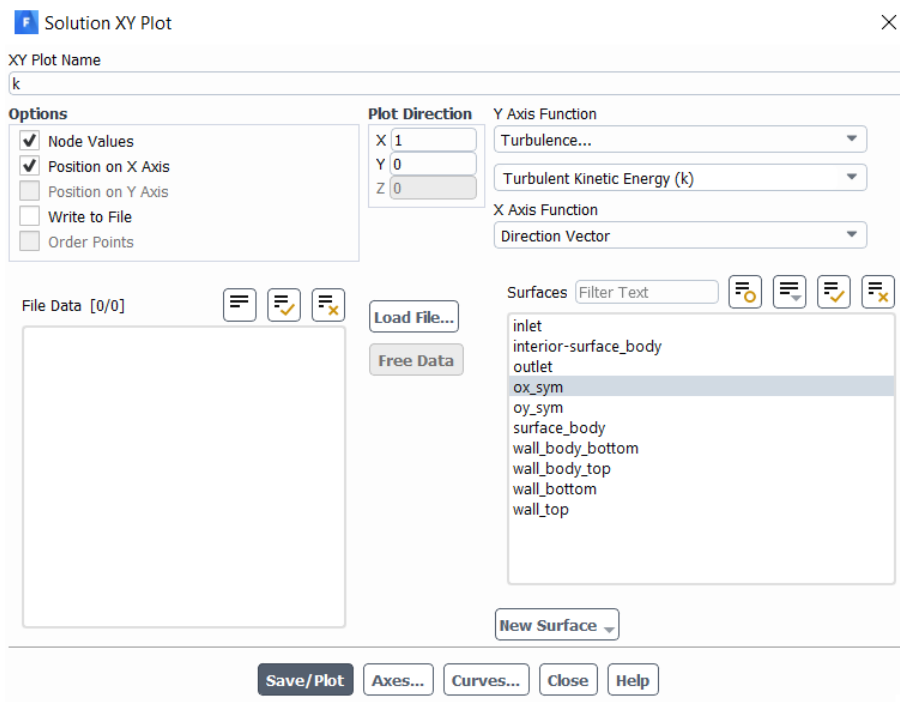 F Solution XY Plot
XY Plot Name
k
Options
Node Values
Position on X Axis
Position on Y Axis
Write to File
Order Points
Plot Direction
X 1
Y 0
Z 0
Y Axis Function
Turbulence...
Turbulent Kinetic Energy (k)
X Axis Function
Direction Vector
File Data [0/0]
Load File...
Free Data
Surfaces Filter Text
inlet
interior-surface_body
outlet
ox_sym
oy_sym
surface_body
wall_body_bottom
wall_body_top
wall_bottom
wall_top
New Surface
Save/Plot Axes... Curves... Close Help